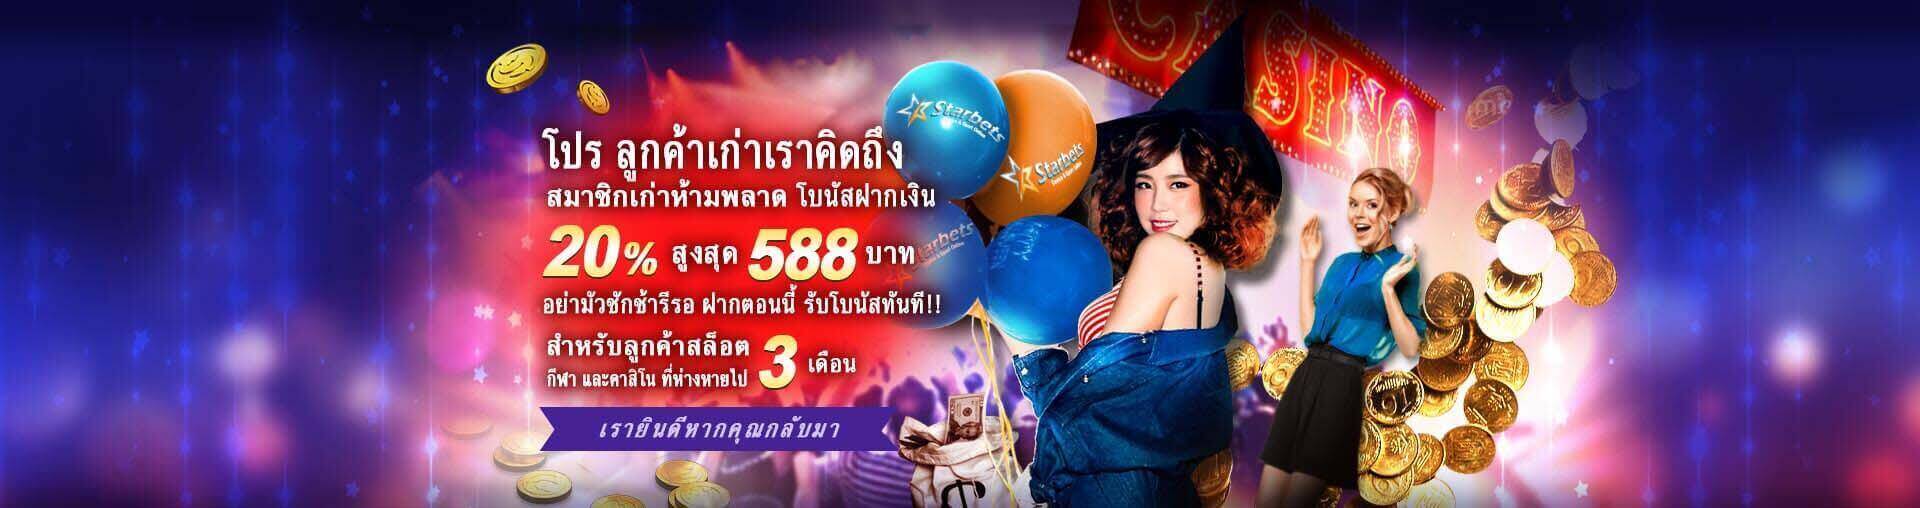 CASINO
Starbets
Starbets
Casino & Sport Online
Starbets
โปร ลูกค้าเก่าเราคิดถึง
สมาชิกเก่าห้ามพลาด โบนัสฝากเงิน
20% สูงสุด 588 บาท
อย่ามัวชักช้ารีรอ ฝากตอนนี้ รับโบนัสทันที!!
สำหรับลูกค้าสล็อต 3 เดือน
กีฬา และคาสิโน ที่ห่างหายไป
เรายินดีหากคุณกลับมา